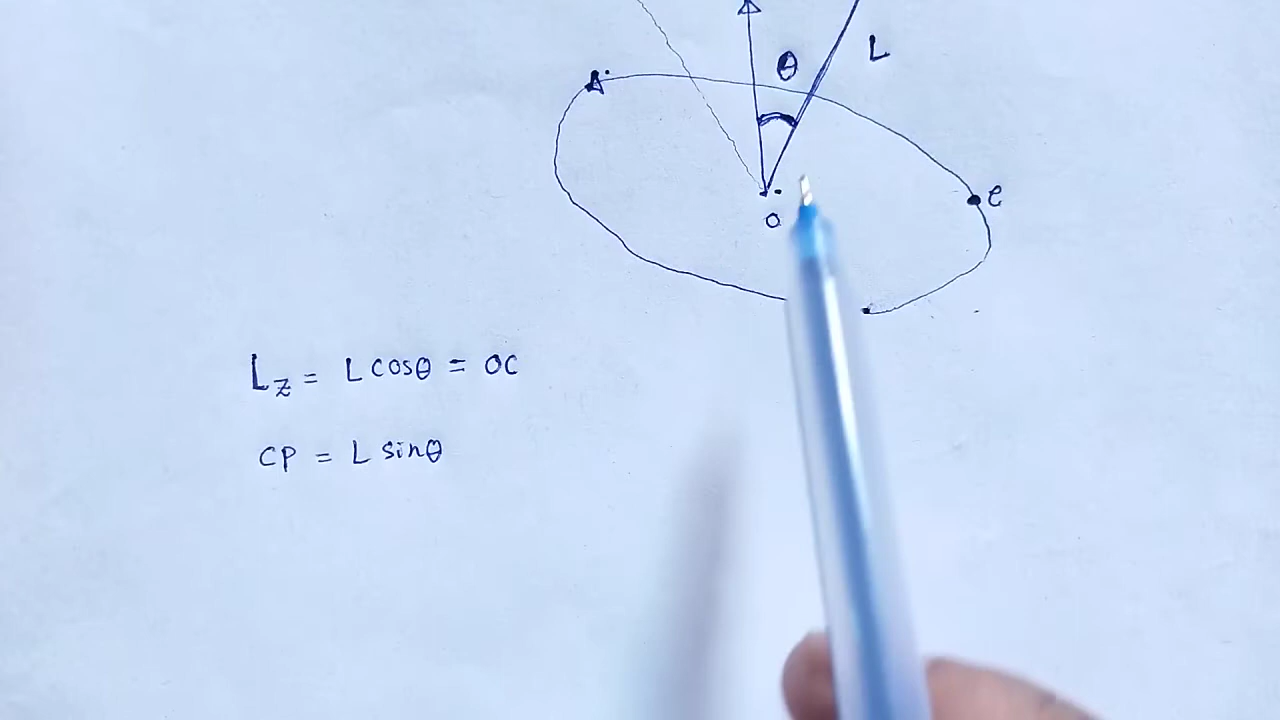 θ
L
e
O
L_z = L cosθ = OC
CP = L sinθ